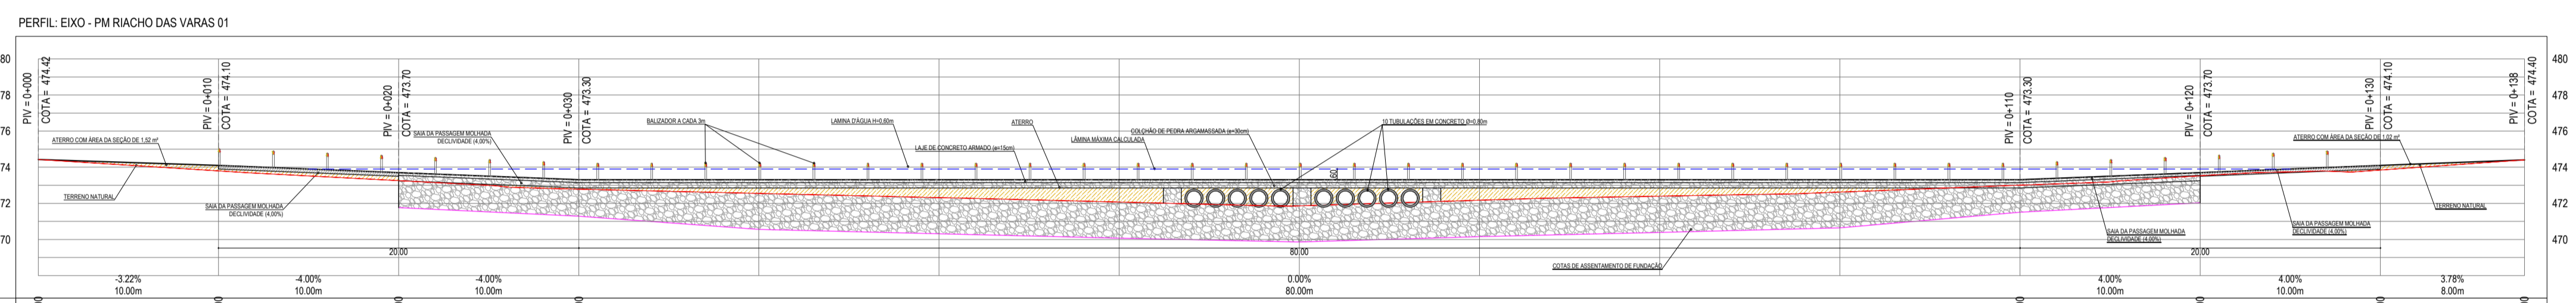 PERFIL: EIXO - PM RIACHO DAS VARAS 01
80
78
76
74
72
70
480
478
476
474
472
470
PIV = 0+000
COTA = 474.42
PIV = 0+010
COTA = 474.10
PIV = 0+020
COTA = 473.70
PIV = 0+030
COTA = 473.30
PIV = 0+110
COTA = 473.30
PIV = 0+120
COTA = 473.70
PIV = 0+130
COTA = 474.10
PIV = 0+138
COTA = 474.40
ATERRO COM ÁREA DA SEÇÃO DE 1,52 m²
TERRENO NATURAL
SAIA DA PASSAGEM MOLHADA
DECLIVIDADE (4,00%)
SAIA DA PASSAGEM MOLHADA
DECLIVIDADE (4,00%)
BALIZADOR A CADA 3m
LAMINA D'ÁGUA H=0,60m
LAJE DE CONCRETO ARMADO (e=15cm)
ATERRO
LÂMINA MÁXIMA CALCULADA
COLCHÃO DE PEDRA ARGAMASSADA (e=30cm)
10 TUBULAÇÕES EM CONCRETO Ø=0,80m
.60
COTAS DE ASSENTAMENTO DE FUNDAÇÃO
ATERRO COM ÁREA DA SEÇÃO DE 1,02 m²
TERRENO NATURAL
SAIA DA PASSAGEM MOLHADA
DECLIVIDADE (4,00%)
SAIA DA PASSAGEM MOLHADA
DECLIVIDADE (4,00%)
20.00
80.00
20.00
-3.22%
10.00m
-4.00%
10.00m
-4.00%
10.00m
0.00%
80.00m
4.00%
10.00m
4.00%
10.00m
3.78%
8.00m